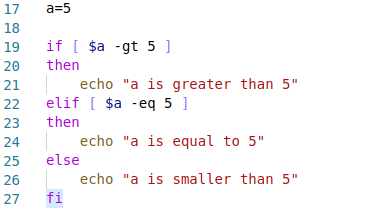 17 a=5
18
19 if [ $a -gt 5 ]
20 then
21     echo "a is greater than 5"
22 elif [ $a -eq 5 ]
23 then
24     echo "a is equal to 5"
25 else
26     echo "a is smaller than 5"
27 fi